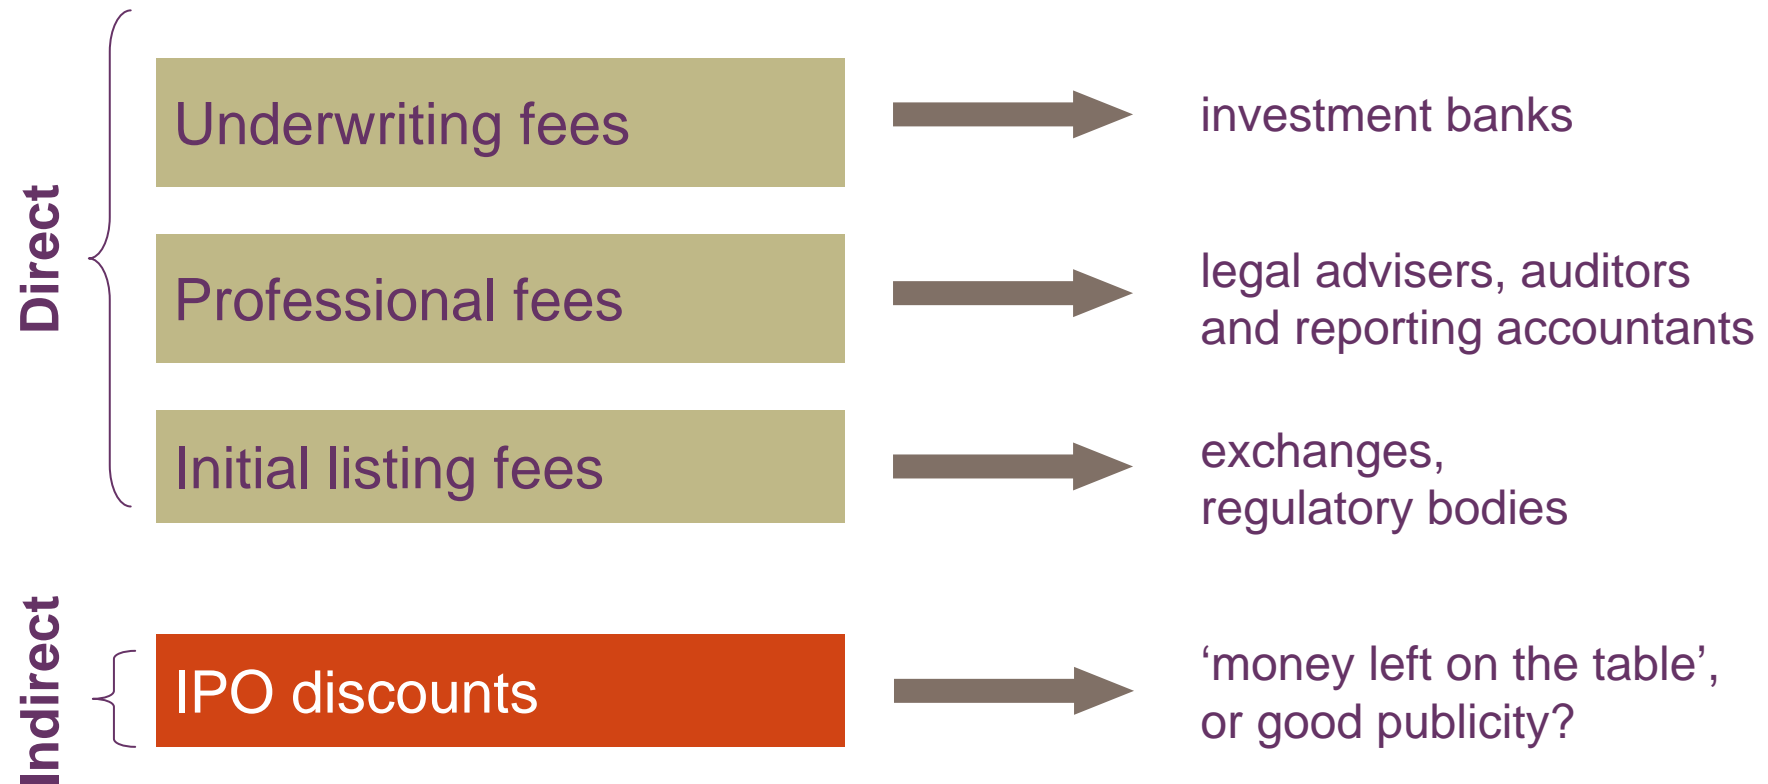 Direct
Underwriting fees
investment banks
Professional fees
legal advisers, auditors
and reporting accountants
Initial listing fees
exchanges,
regulatory bodies
Indirect
IPO discounts
‘money left on the table’,
or good publicity?